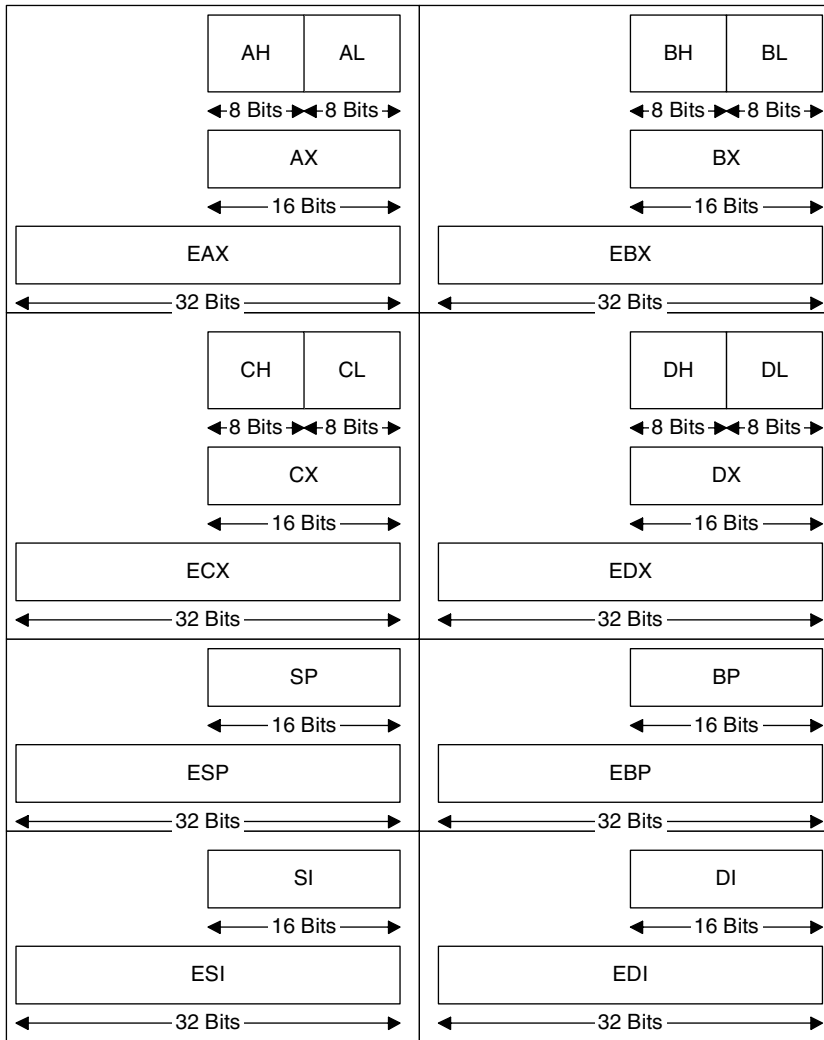 AH AL BH BL
8 Bits 8 Bits 8 Bits 8 Bits
AX BX
16 Bits 16 Bits
EAX EBX
32 Bits 32 Bits
CH CL DH DL
8 Bits 8 Bits 8 Bits 8 Bits
CX DX
16 Bits 16 Bits
ECX EDX
32 Bits 32 Bits
SP BP
16 Bits 16 Bits
ESP EBP
32 Bits 32 Bits
SI DI
16 Bits 16 Bits
ESI EDI
32 Bits 32 Bits